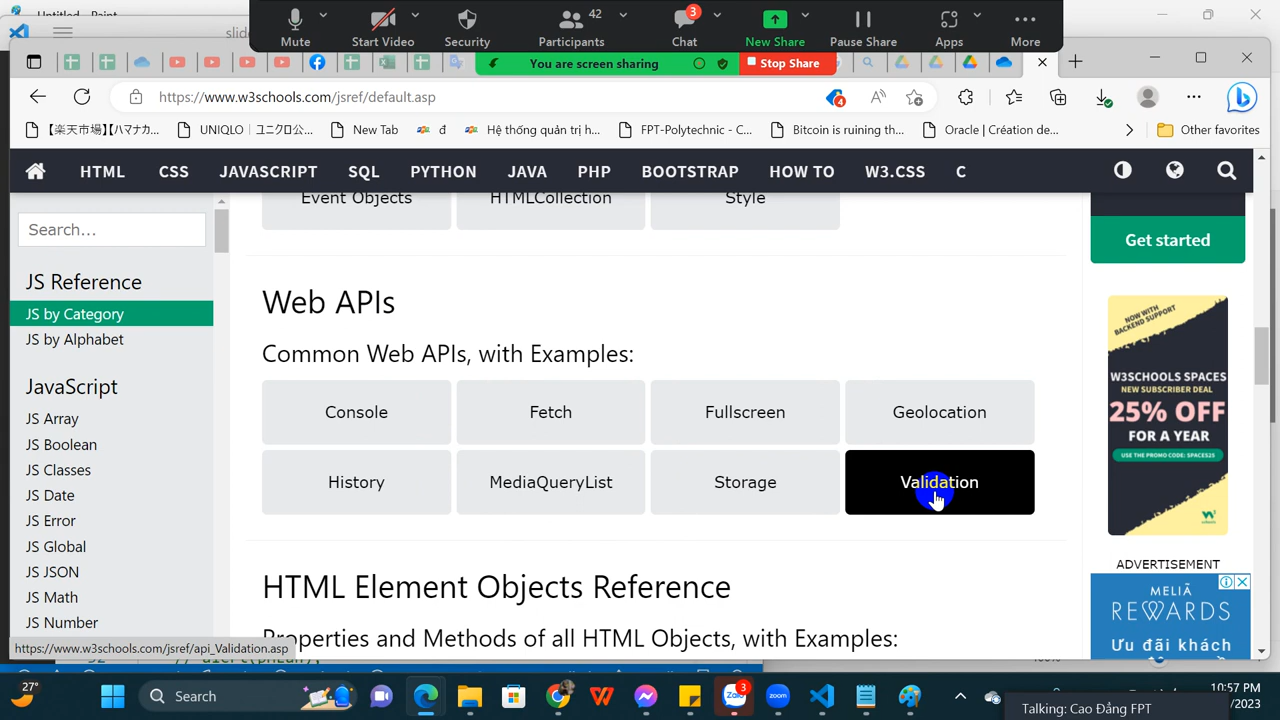 Untitled - Paint
slide
Mute
Start Video
Security
42
Participants
3
Chat
New Share
Pause Share
Apps
More
You are screen sharing
Stop Share
https://www.w3schools.com/jsref/default.asp
4
【楽天市場】【ハマナカ...
UNIQLO｜ユニクロ公...
New Tab
đ
Hệ thống quản trị h...
FPT-Polytechnic - C...
Bitcoin is ruining th...
Oracle | Création de...
Other favorites
HTML
CSS
JAVASCRIPT
SQL
PYTHON
JAVA
PHP
BOOTSTRAP
HOW TO
W3.CSS
C
Search...
JS Reference
JS by Category
JS by Alphabet
JavaScript
JS Array
JS Boolean
JS Classes
JS Date
JS Error
JS Global
JS JSON
JS Math
JS Number
Event Objects
HTMLCollection
Style
Web APIs
Common Web APIs, with Examples:
Console
Fetch
Fullscreen
Geolocation
History
MediaQueryList
Storage
Validation
HTML Element Objects Reference
Properties and Methods of all HTML Objects, with Examples:
Get started
NOW WITH
BACKEND SUPPORT
W3SCHOOLS SPACES
NEW SUBSCRIBER DEAL
25% OFF
FOR A YEAR
USE THE PROMO CODE: SPACES25
ADVERTISEMENT
MELIÃ
REWARDS
Ưu đãi khách
https://www.w3schools.com/jsref/api_Validation.asp
27°
Search
Zalo
3
zoom
10:57 PM
Talking: Cao Đẳng FPT